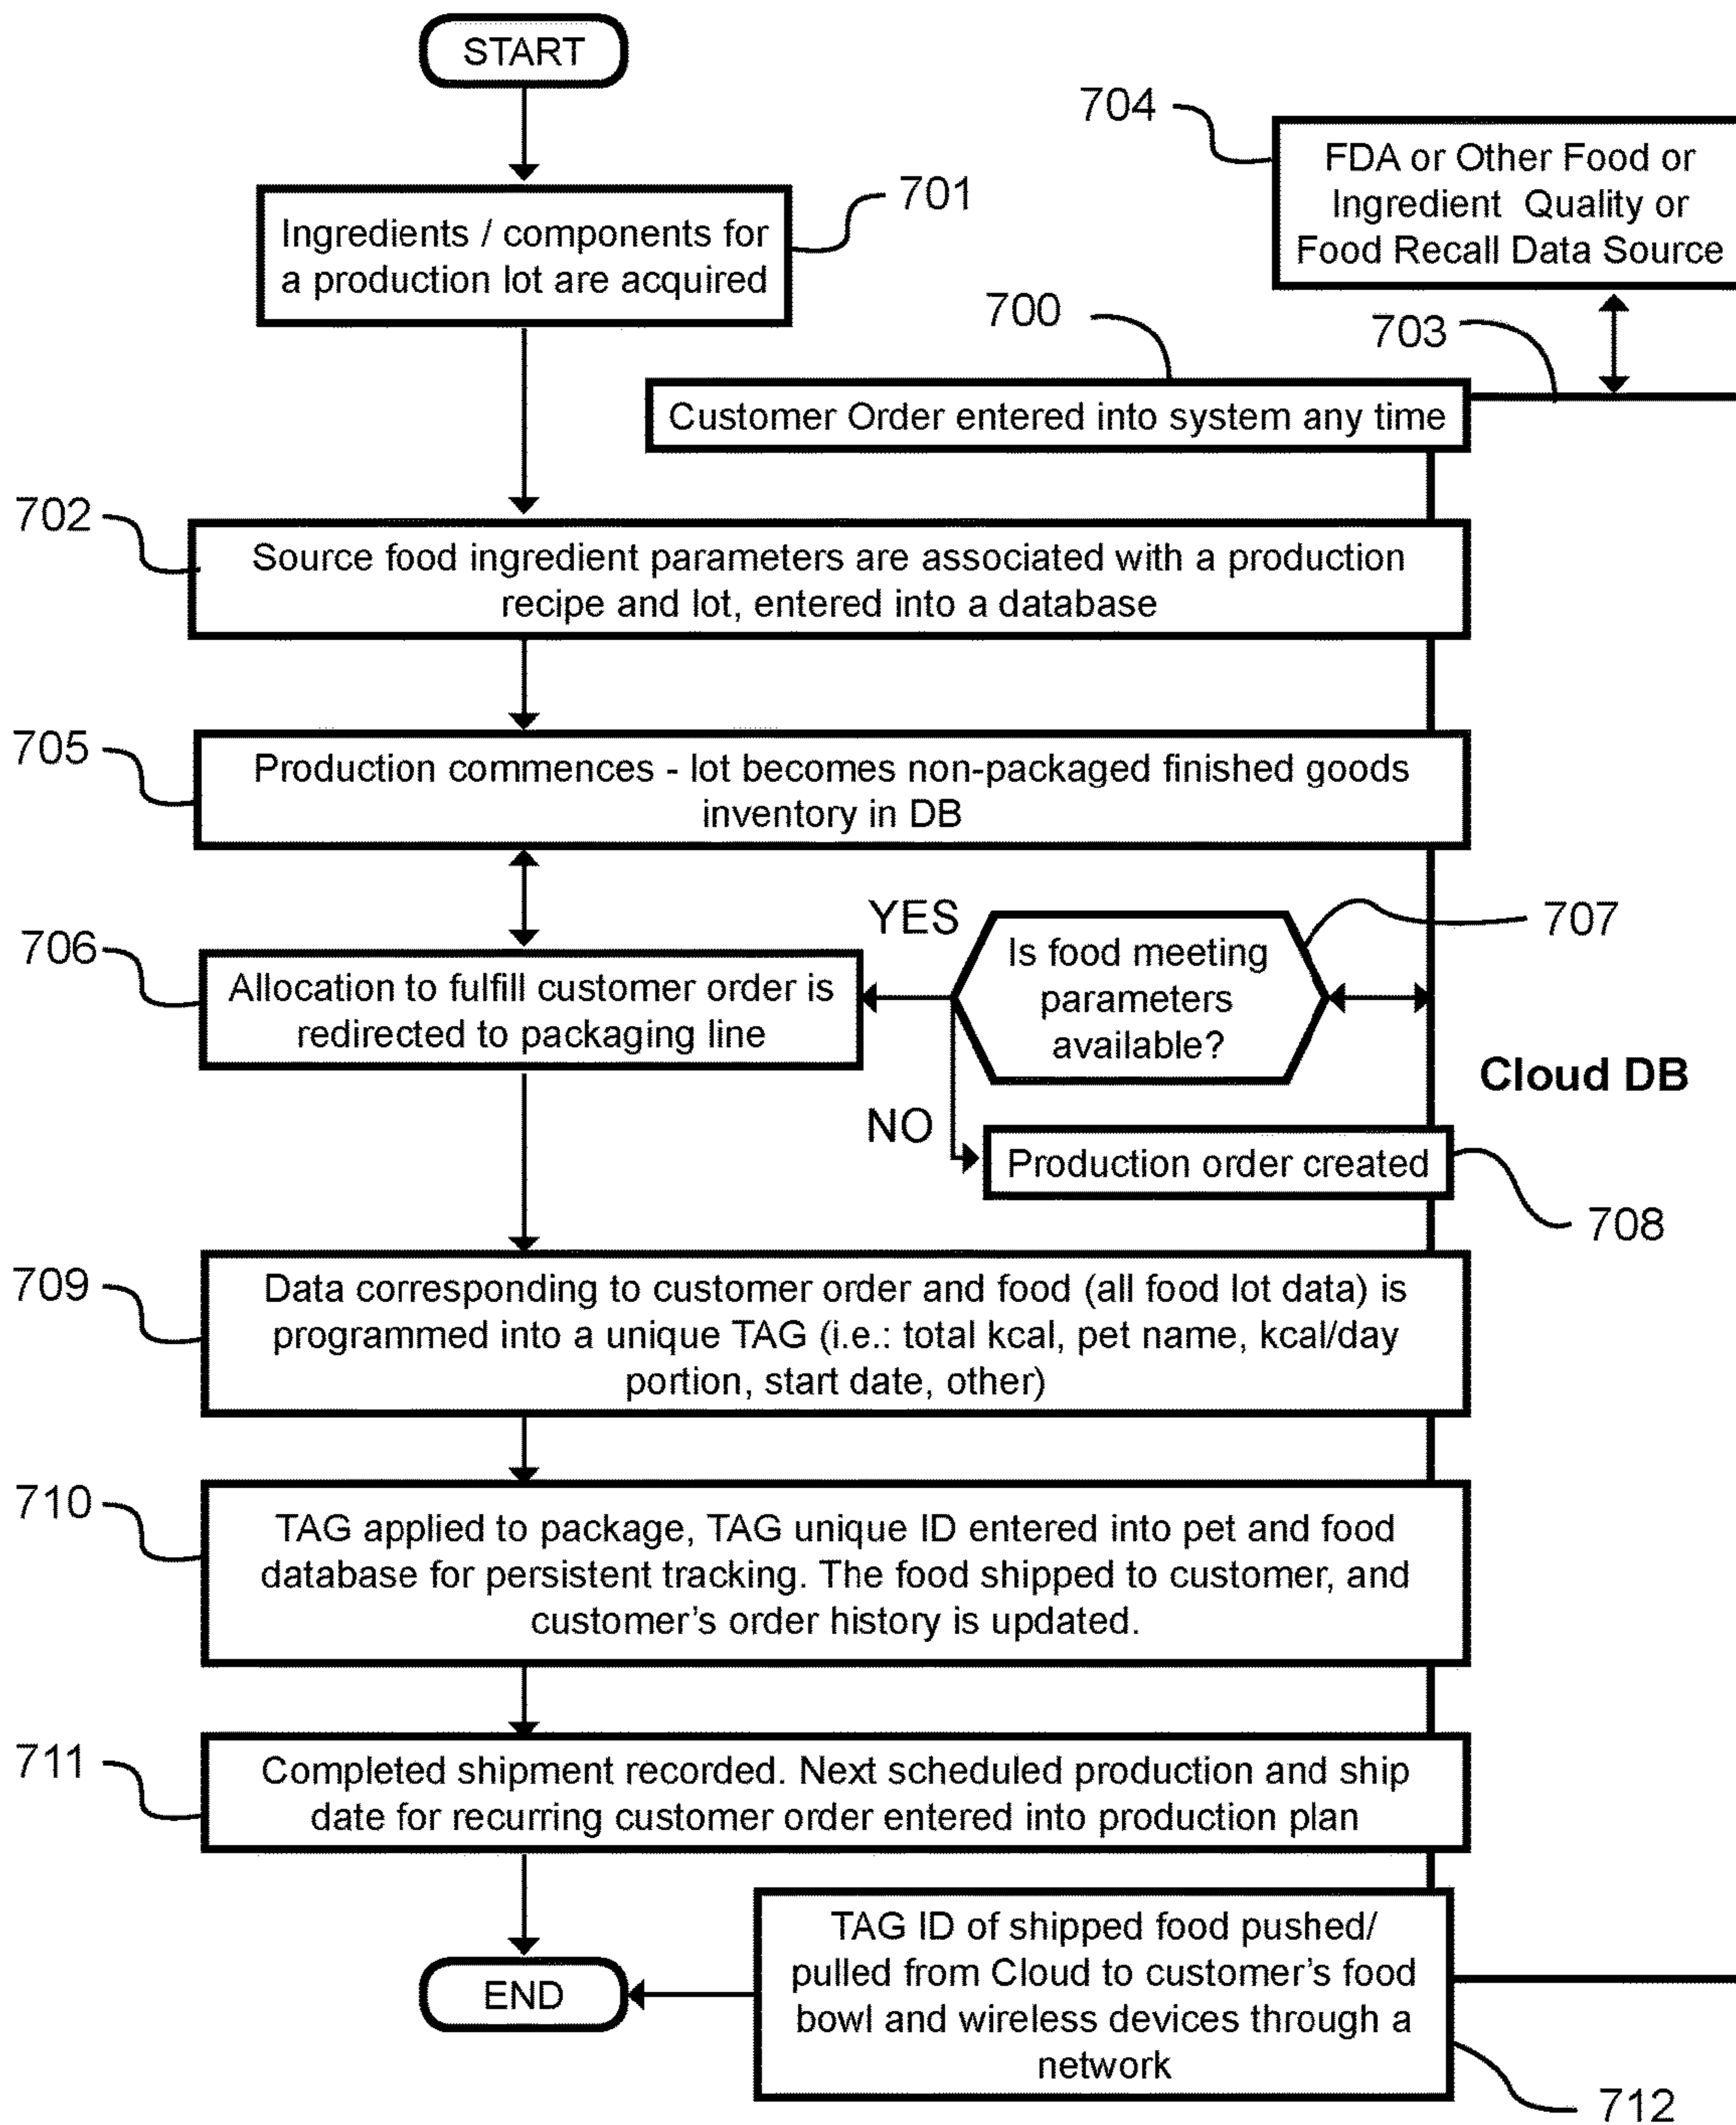 START
704
FDA or Other Food or
Ingredient Quality or
Food Recall Data Source
701
Ingredients / components for
a production lot are acquired
700
703
Customer Order entered into system any time
702
Source food ingredient parameters are associated with a production
recipe and lot, entered into a database
705
Production commences - lot becomes non-packaged finished goods
inventory in DB
706
Allocation to fulfill customer order is
redirected to packaging line
YES
Is food meeting
parameters
available?
707
Cloud DB
NO
Production order created
708
709
Data corresponding to customer order and food (all food lot data) is
programmed into a unique TAG (i.e.: total kcal, pet name, kcal/day
portion, start date, other)
710
TAG applied to package, TAG unique ID entered into pet and food
database for persistent tracking. The food shipped to customer, and
customer’s order history is updated.
711
Completed shipment recorded. Next scheduled production and ship
date for recurring customer order entered into production plan
END
TAG ID of shipped food pushed/
pulled from Cloud to customer’s food
bowl and wireless devices through a
network
712